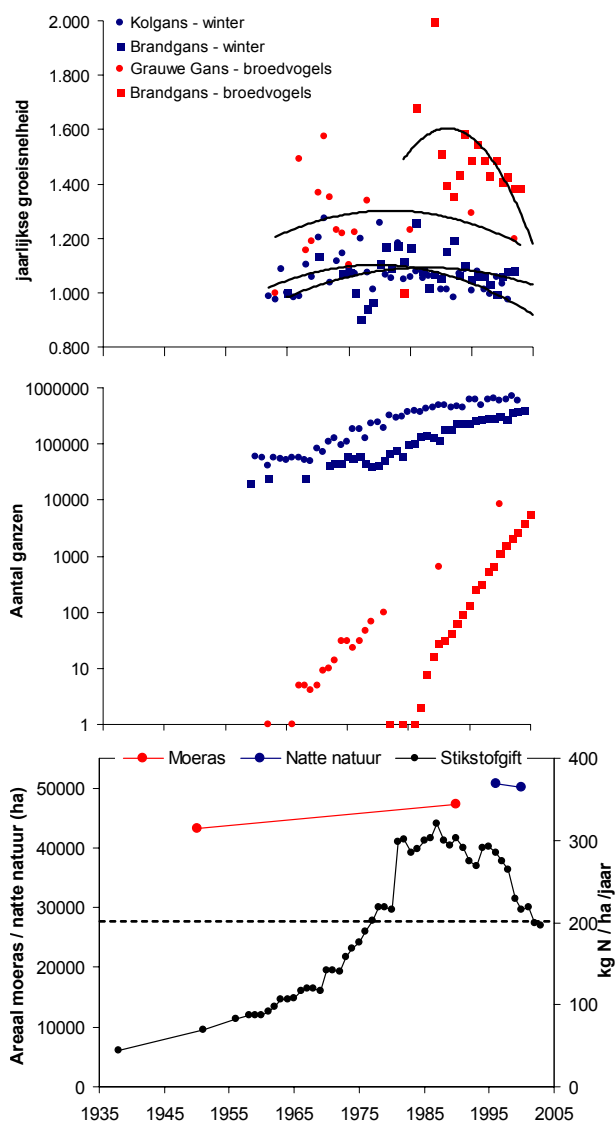 2.000
1.800
1.600
1.400
1.200
1.000
0.800
jaarlijkse groeisnelheid
Kolgans - winter
Brandgans - winter
Grauwe Gans - broedvogels
Brandgans - broedvogels
1000000
100000
10000
1000
100
10
1
Aantal ganzen
Moeras
Natte natuur
Stikstofgift
50000
40000
30000
20000
10000
0
Areaal moeras / natte natuur (ha)
400
300
200
100
0
kg N / ha /jaar
1935 1945 1955 1965 1975 1985 1995 2005